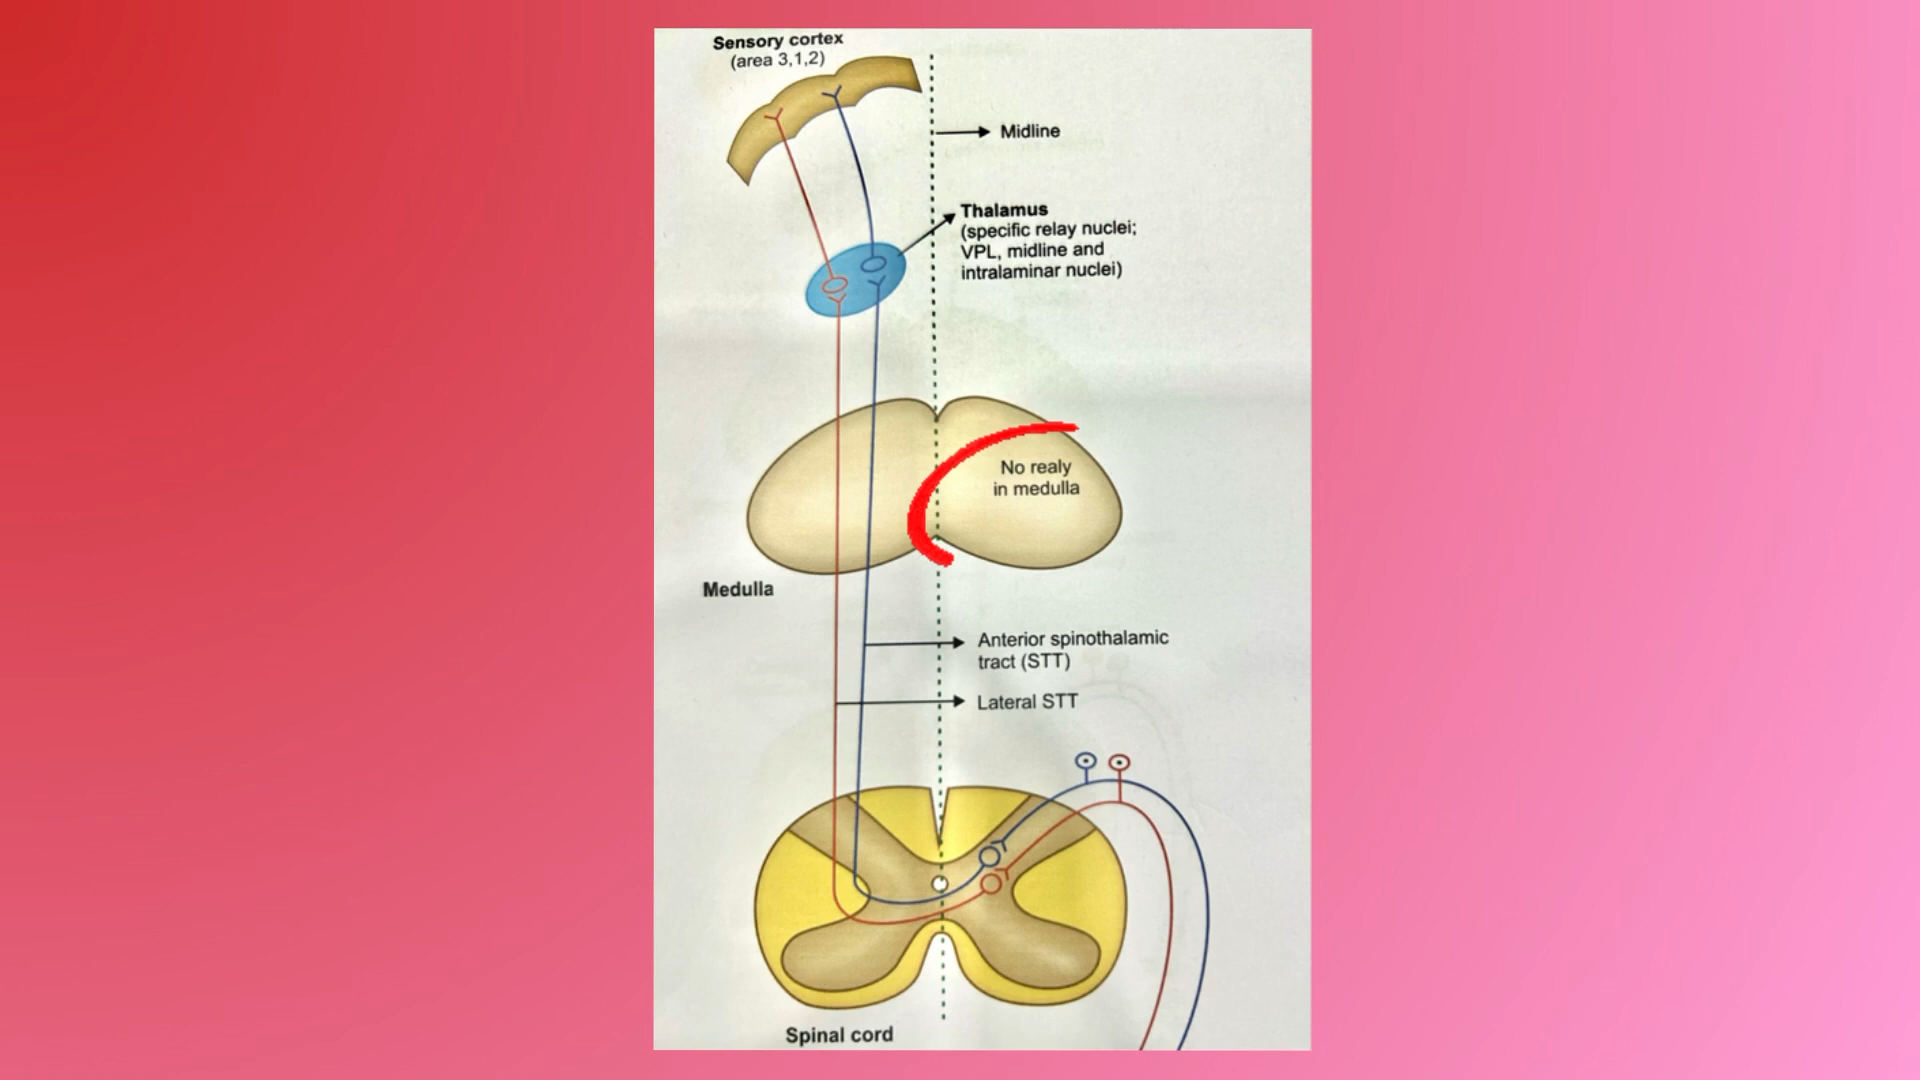 Sensory cortex
(area 3,1,2)
Midline
Thalamus
(specific relay nuclei;
VPL, midline and
intralaminar nuclei)
No realy
in medulla
Medulla
Anterior spinothalamic
tract (STT)
Lateral STT
Spinal cord